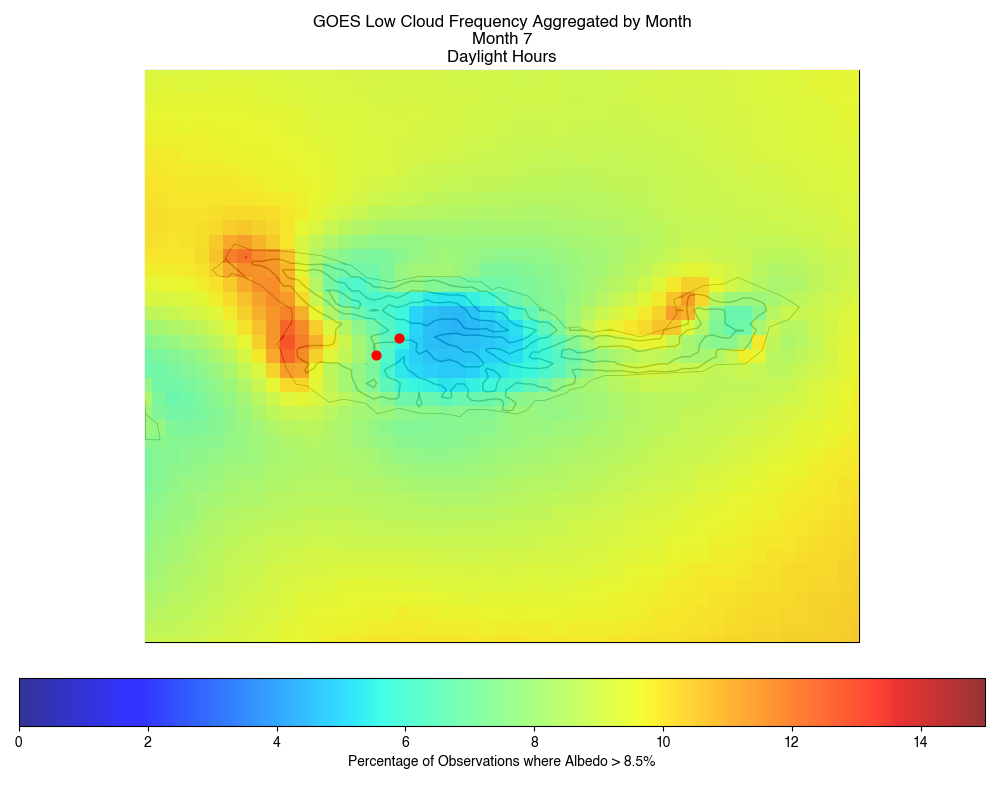 GOES Low Cloud Frequency Aggregated by Month
Month 7
Daylight Hours
0 2 4 6 8 10 12 14
Percentage of Observations where Albedo > 8.5%